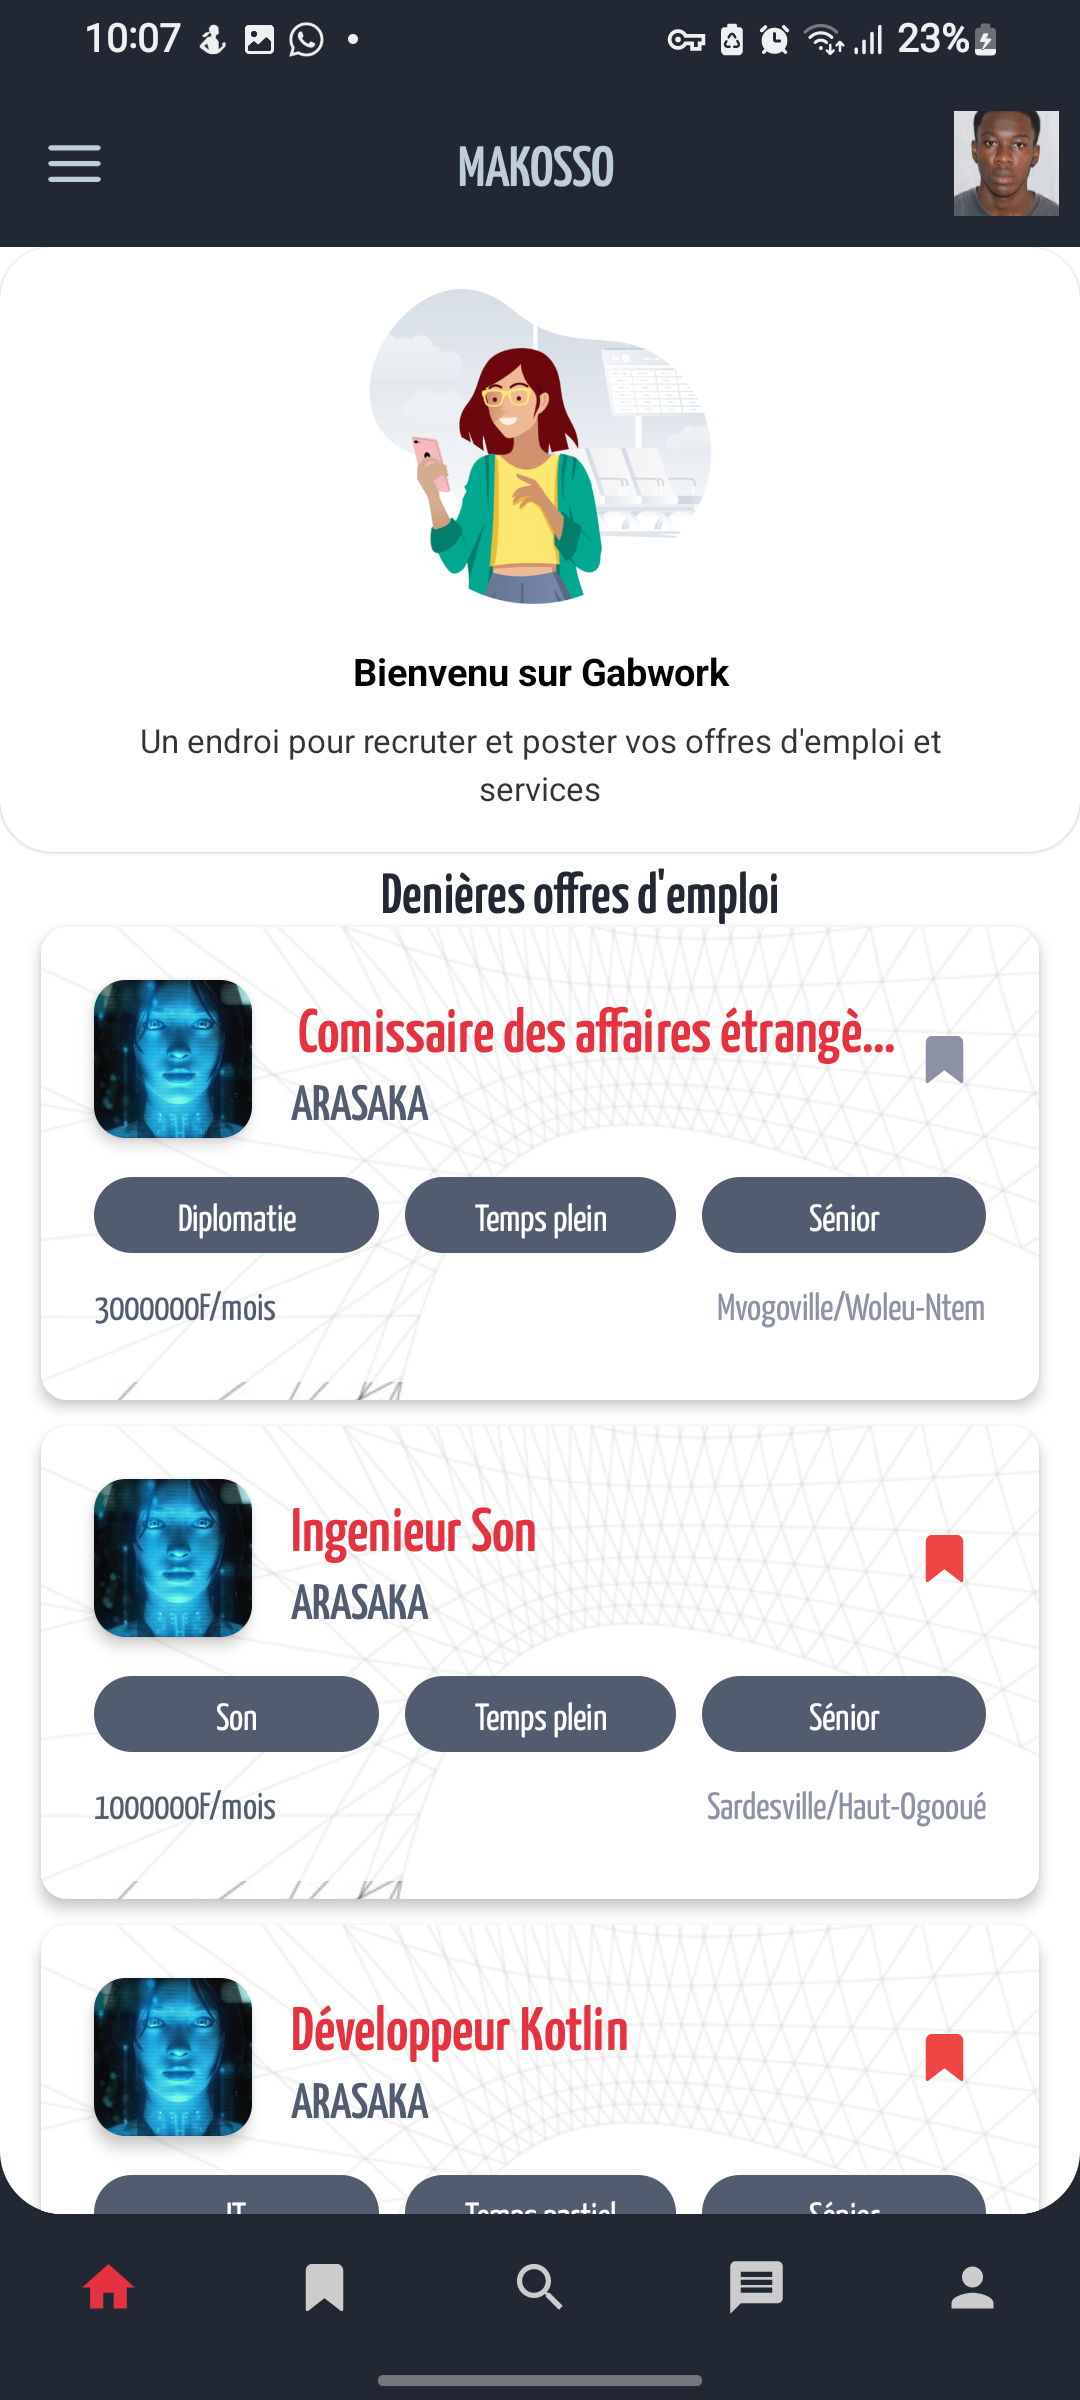 10:07
23%
MAKOSSO
Bienvenu sur Gabwork
Un endroi pour recruter et poster vos offres d'emploi et
services
Denières offres d'emploi
Comissaire des affaires étrangè...
ARASAKA
Diplomatie
Temps plein
Sénior
3000000F/mois
Mvogoville/Woleu-Ntem
Ingenieur Son
ARASAKA
Son
Temps plein
Sénior
1000000F/mois
Sardesville/Haut-Ogooué
Développeur Kotlin
ARASAKA
IT
Temps partiel
Sénior